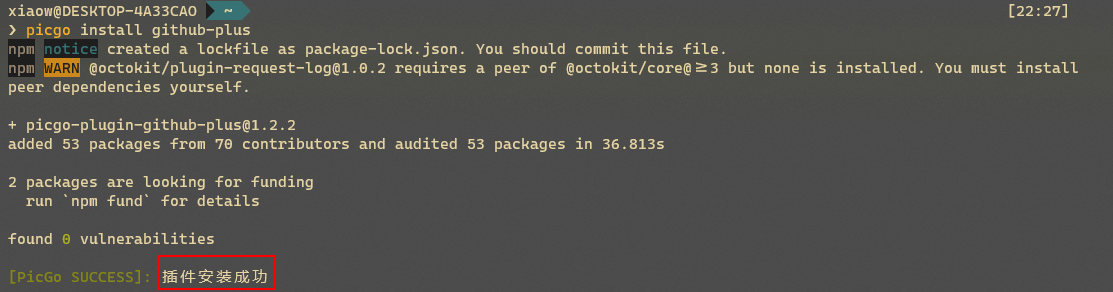 xiaow@DESKTOP-4A33CAO ~ [22:27]
❯ picgo install github-plus
npm notice created a lockfile as package-lock.json. You should commit this file.
npm WARN @octokit/plugin-request-log@1.0.2 requires a peer of @octokit/core@≥3 but none is installed. You must install
peer dependencies yourself.
+ picgo-plugin-github-plus@1.2.2
added 53 packages from 70 contributors and audited 53 packages in 36.813s
2 packages are looking for funding
run `npm fund` for details
found 0 vulnerabilities
[PicGo SUCCESS]: 插件安装成功